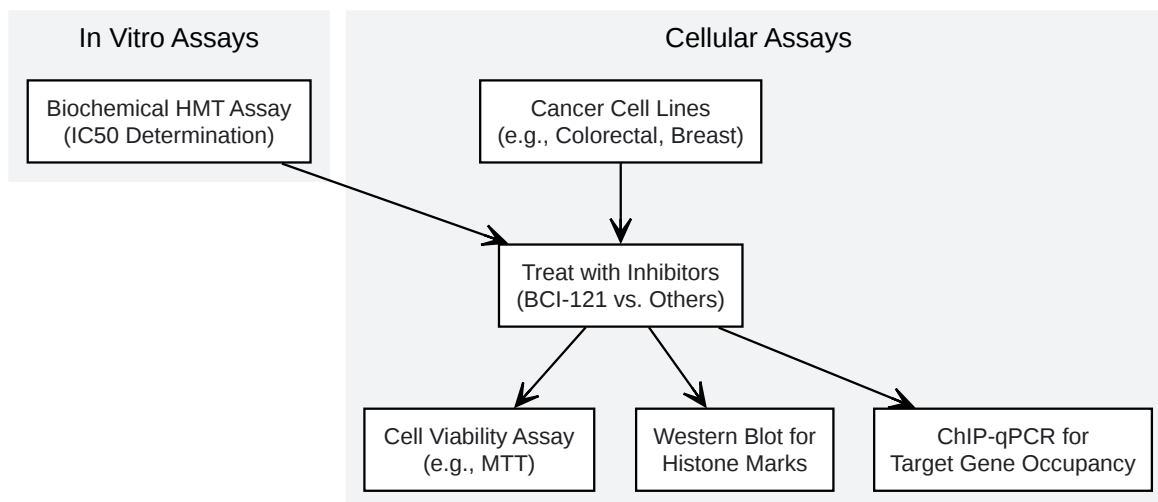 In Vitro Assays
Cellular Assays
Biochemical HMT Assay
(IC50 Determination)
Cancer Cell Lines
(e.g., Colorectal, Breast)
Treat with Inhibitors
(BCI-121 vs. Others)
Cell Viability Assay
(e.g., MTT)
Western Blot for
Histone Marks
ChIP-qPCR for
Target Gene Occupancy